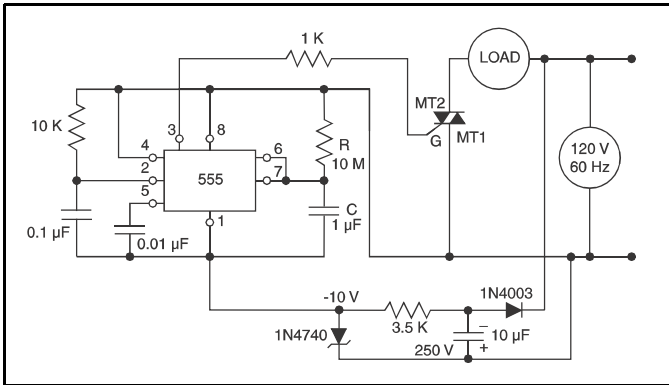 1 K
LOAD
MT2
10 K
3
8
6
R
G
MT1
120 V
60 Hz
4
10 M
2
7
555
5
C
1
1 µF
0.1 µF
0.01 µF
-10 V
1N4003
3.5 K
–
1N4740
10 µF
250 V
+